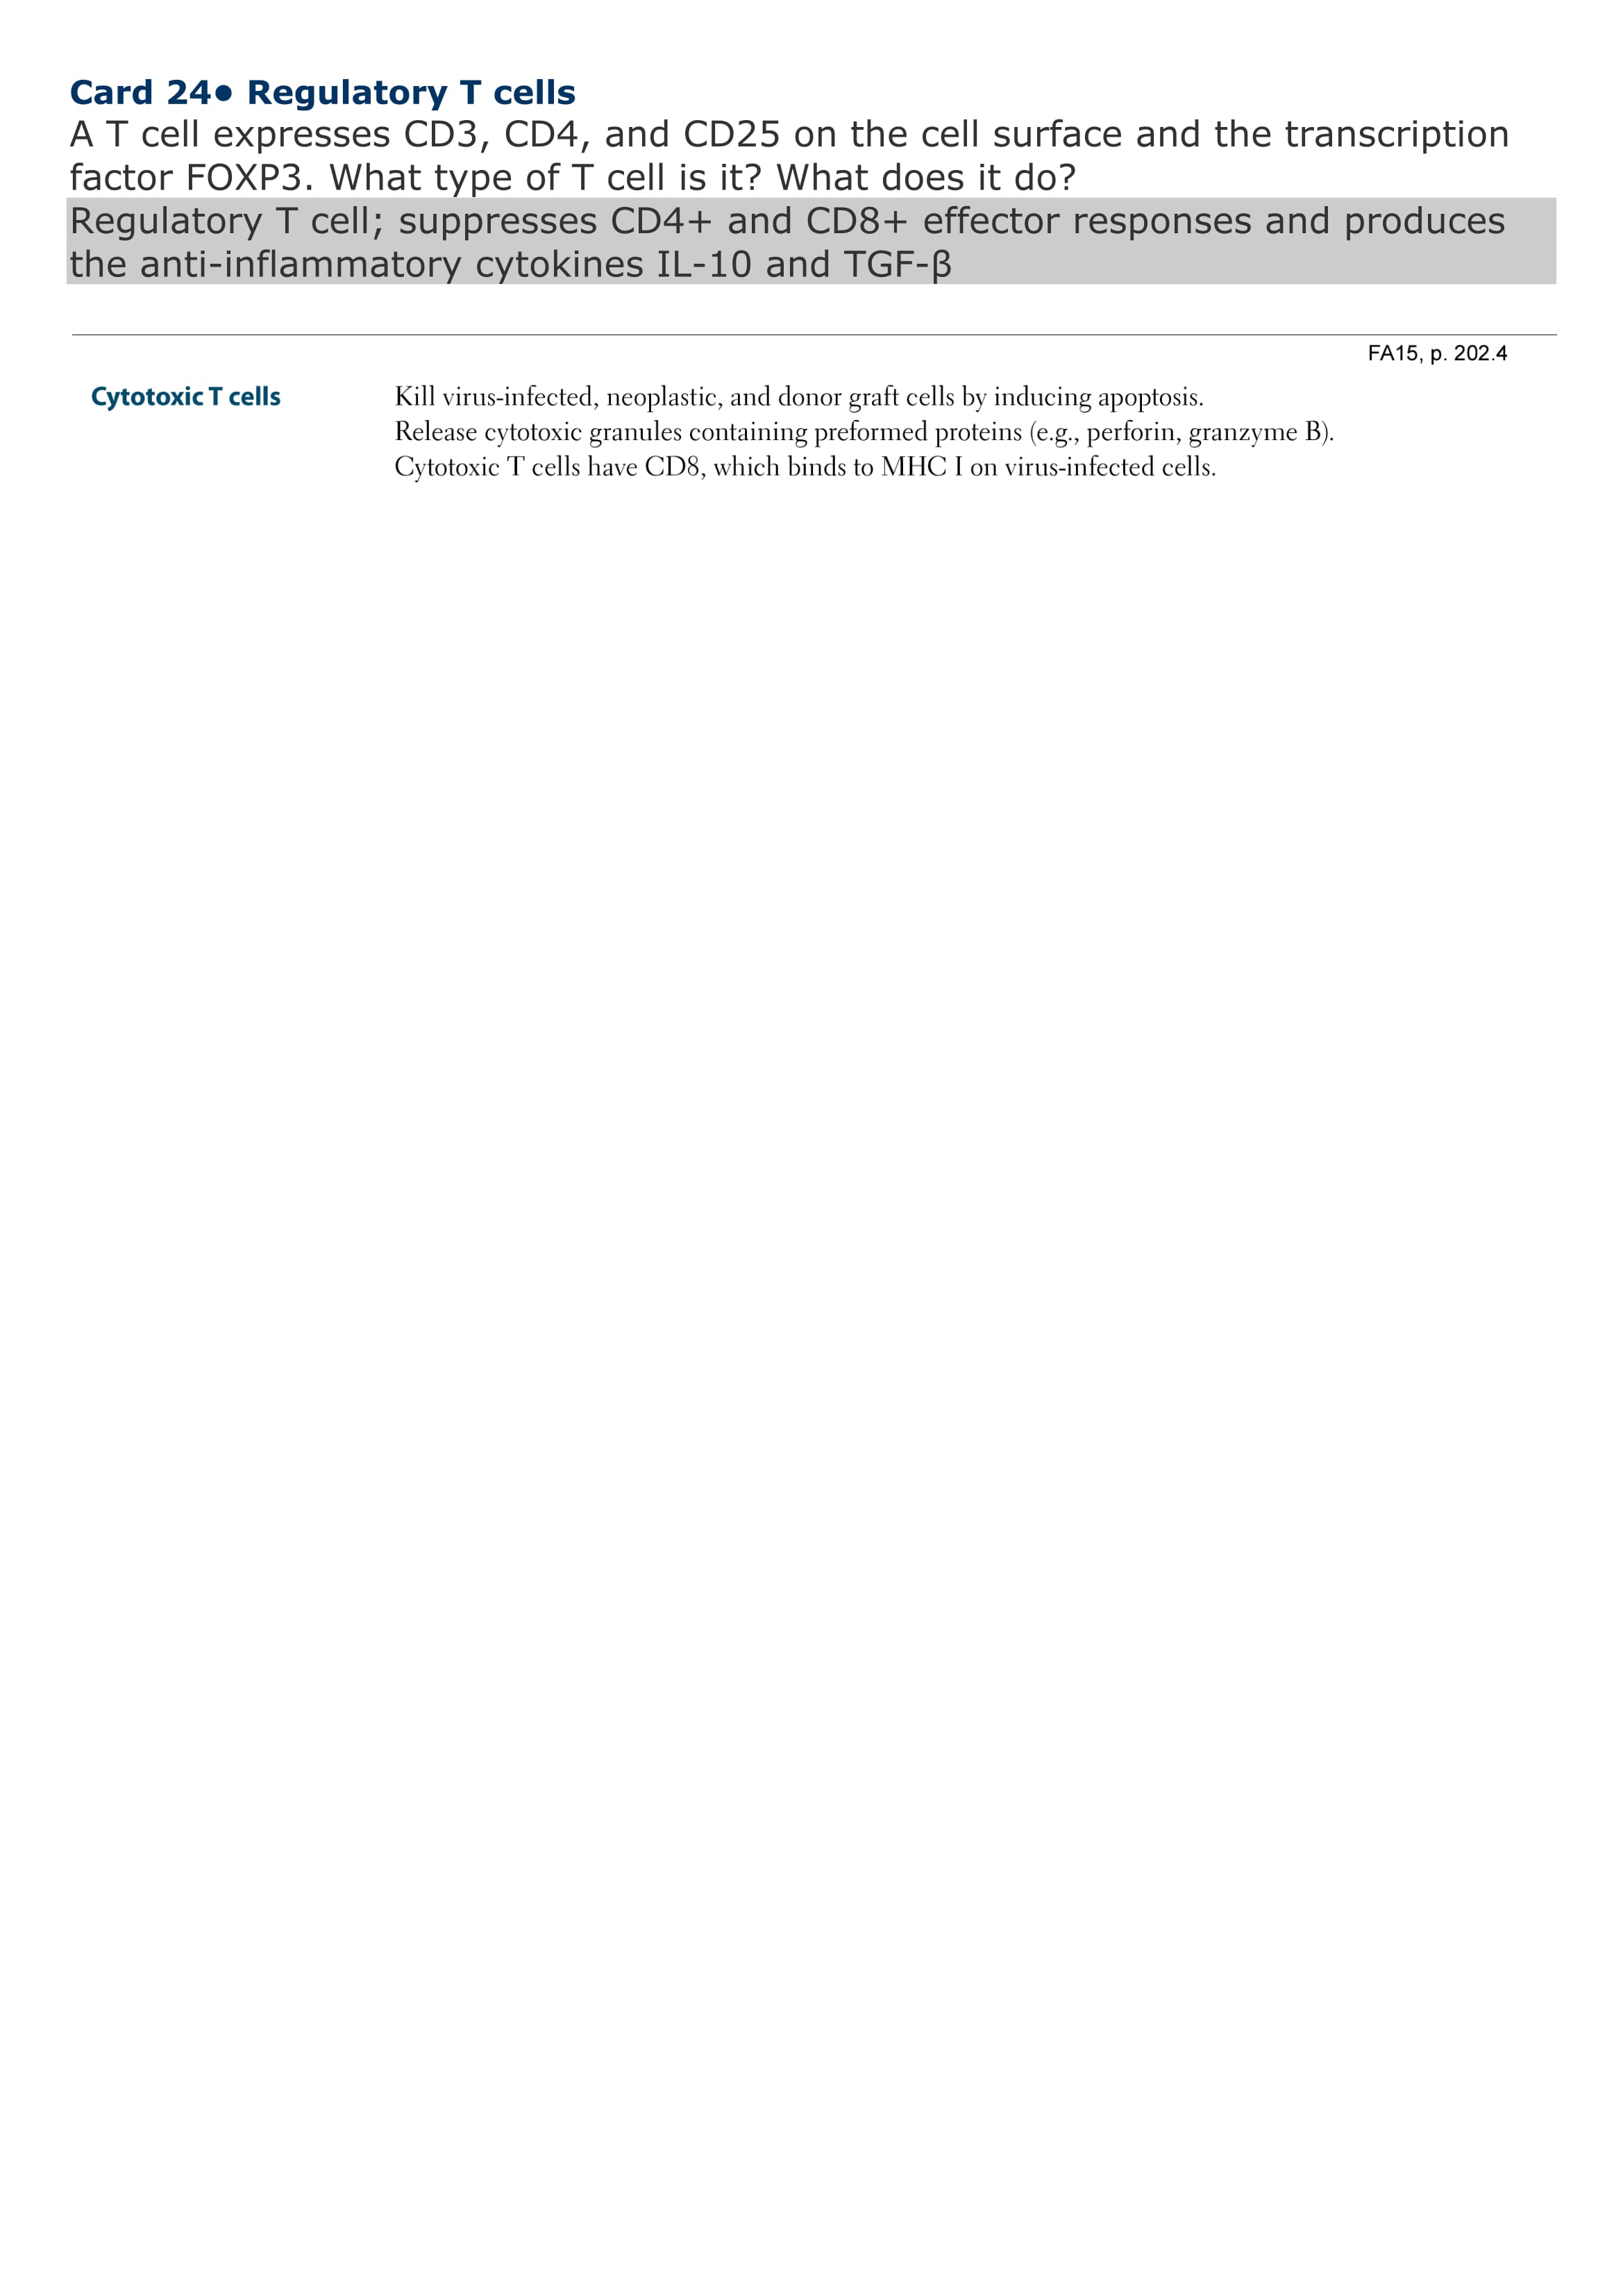 Card 24● Regulatory T cells
A T cell expresses CD3, CD4, and CD25 on the cell surface and the transcription
factor FOXP3. What type of T cell is it? What does it do?
Regulatory T cell; suppresses CD4+ and CD8+ effector responses and produces
the anti-inflammatory cytokines IL-10 and TGF-β
FA15, p. 202.4
Cytotoxic T cells Kill virus-infected, neoplastic, and donor graft cells by inducing apoptosis.
Release cytotoxic granules containing preformed proteins (e.g., perforin, granzyme B).
Cytotoxic T cells have CD8, which binds to MHC I on virus-infected cells.